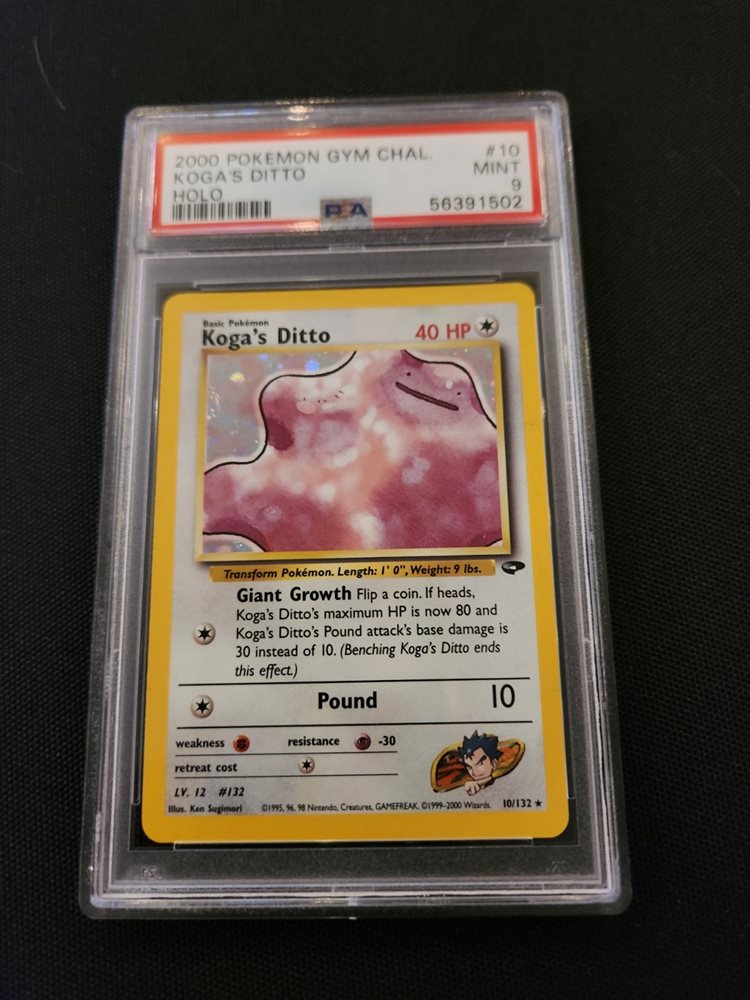 2000 POKEMON GYM CHAL. #10
KOGA'S DITTO MINT
HOLO 9
PSA 56391502
Basic Pokémon
Koga's Ditto 40 HP
Transform Pokémon. Length: 1' 0", Weight: 9 lbs.
Giant Growth Flip a coin. If heads,
Koga's Ditto's maximum HP is now 80 and
Koga's Ditto's Pound attack's base damage is
30 instead of 10. (Benching Koga's Ditto ends
this effect.)
Pound 10
weakness resistance -30
retreat cost
LV. 12 #132
Illus. Ken Sugimori ©1995, 96, 98 Nintendo, Creatures, GAMEFREAK. ©1999-2000 Wizards. 10/132 ★